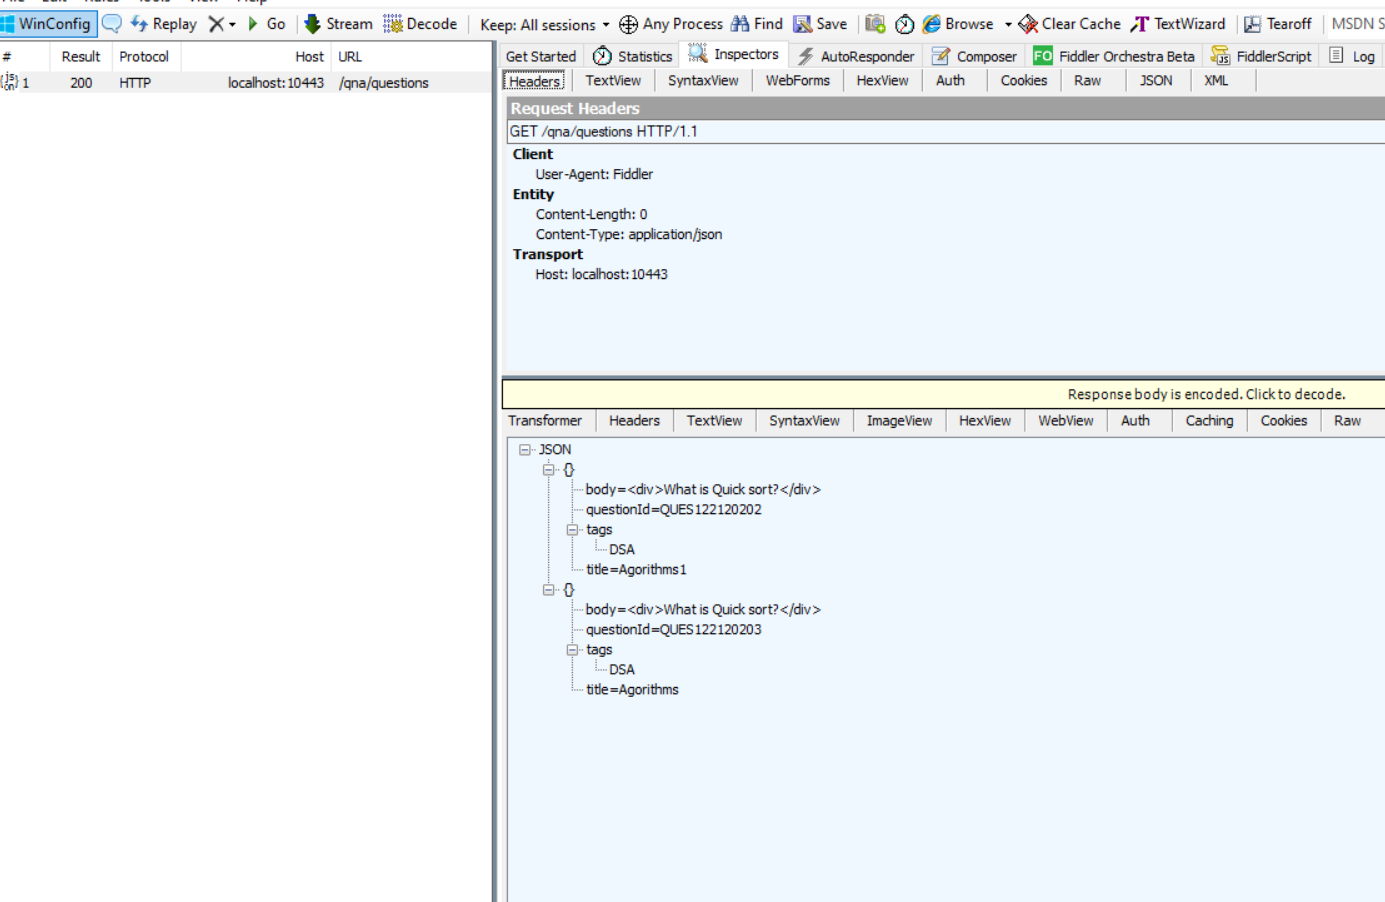 File Edit Rules Tools View Help
WinConfig Replay Go Stream Decode Keep: All sessions Any Process Find Save Browse Clear Cache TextWizard Tearoff MSDN S
# Result Protocol Host URL
1 200 HTTP localhost:10443 /qna/questions
Get Started Statistics Inspectors AutoResponder Composer FO Fiddler Orchestra Beta FiddlerScript Log
Headers TextView SyntaxView WebForms HexView Auth Cookies Raw JSON XML
Request Headers
GET /qna/questions HTTP/1.1
Client
User-Agent: Fiddler
Entity
Content-Length: 0
Content-Type: application/json
Transport
Host: localhost:10443
Response body is encoded. Click to decode.
Transformer Headers TextView SyntaxView ImageView HexView WebView Auth Caching Cookies Raw
JSON
{}
body=<div>What is Quick sort?</div>
questionId=QUES122120202
tags
DSA
title=Agorithms1
{}
body=<div>What is Quick sort?</div>
questionId=QUES122120203
tags
DSA
title=Agorithms